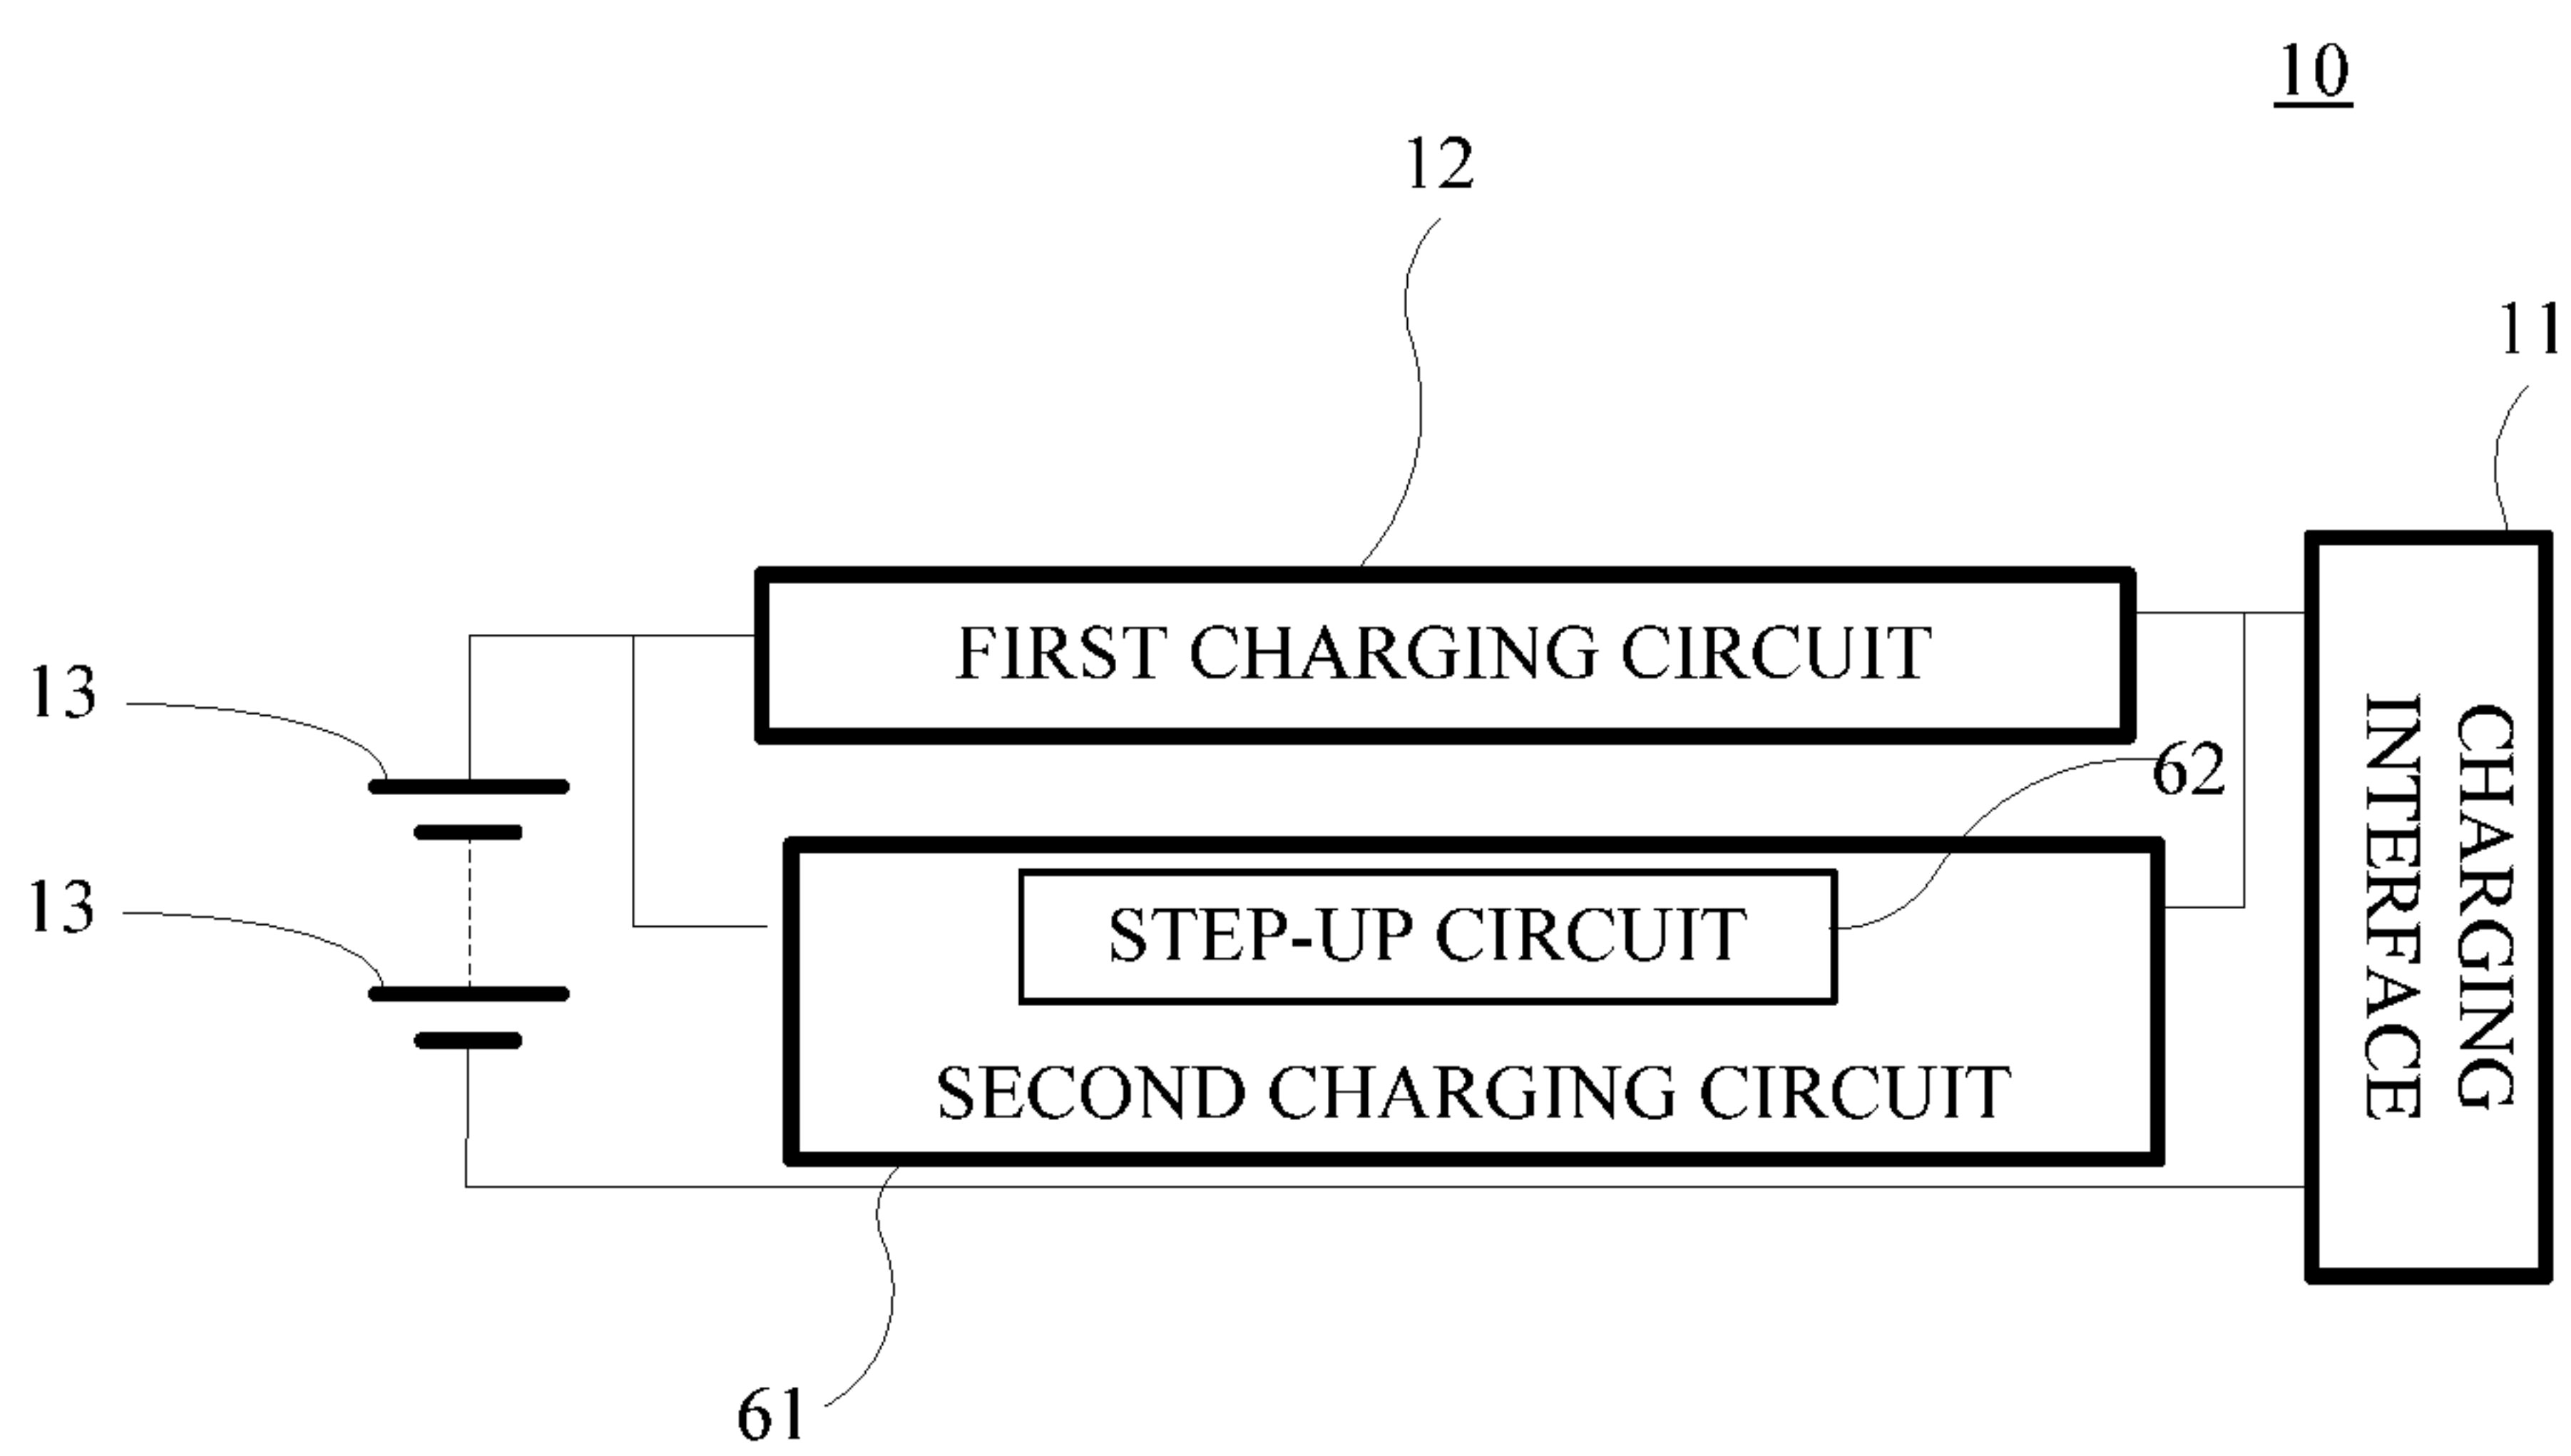 10
12
11
FIRST CHARGING CIRCUIT
13
62
STEP-UP CIRCUIT
13
SECOND CHARGING CIRCUIT
CHARGING
INTERFACE
61